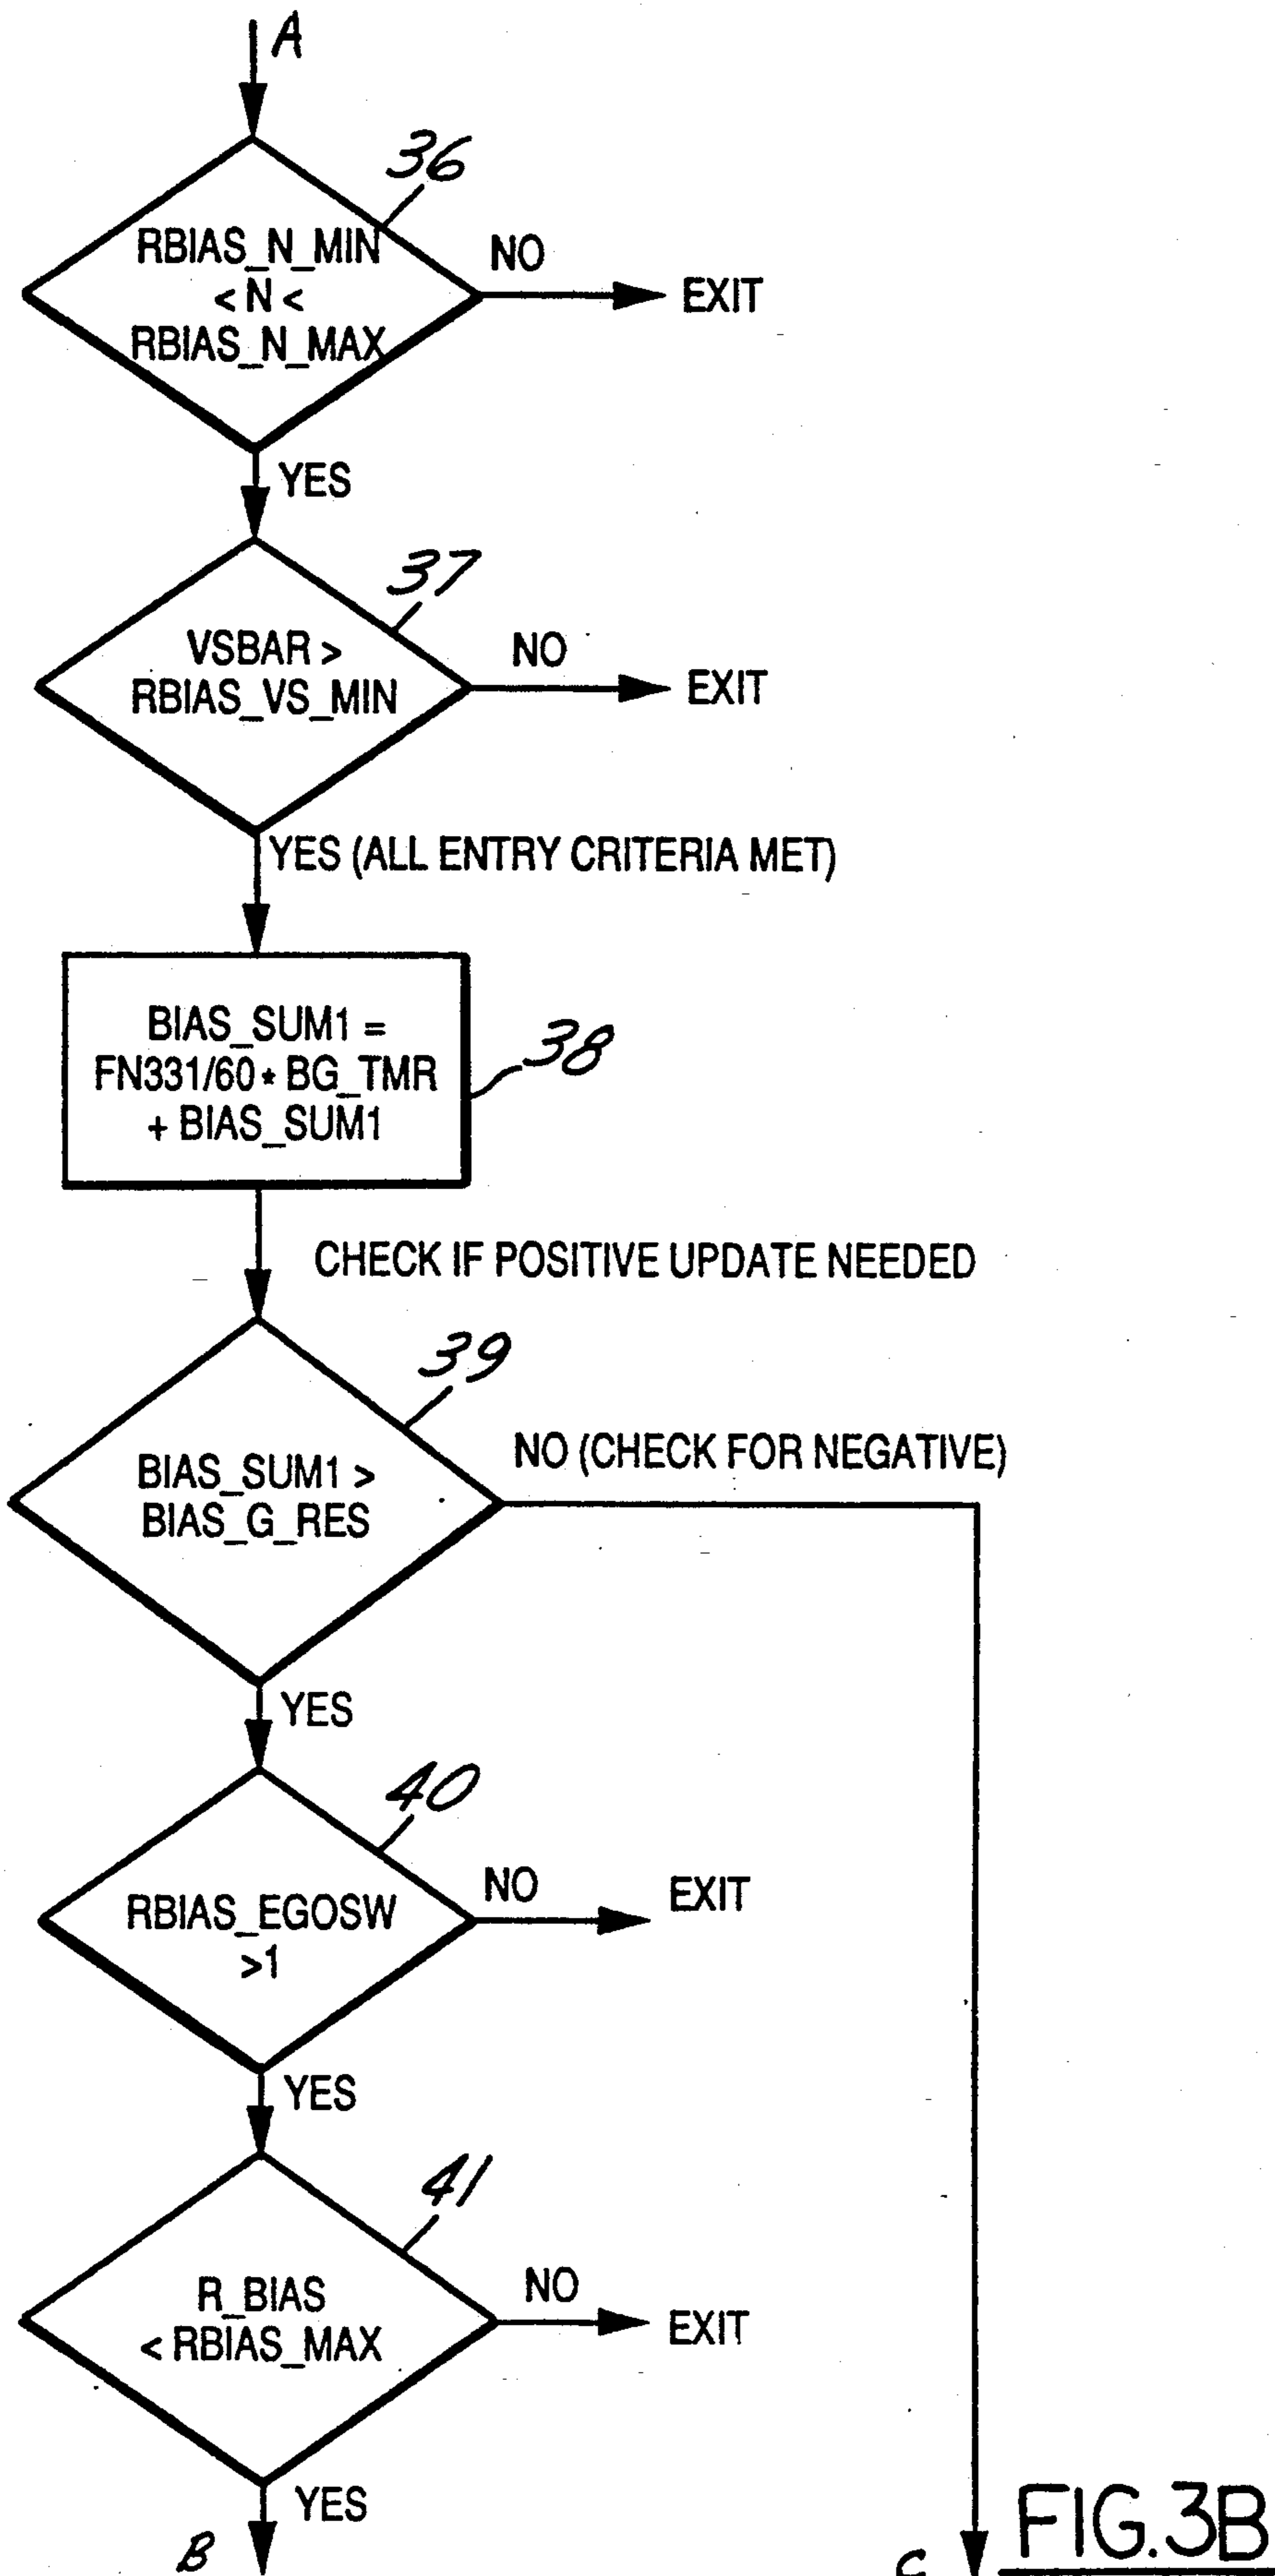 A
36
RBIAS_N_MIN
< N <
RBIAS_N_MAX
NO
EXIT
YES
37
VSBAR >
RBIAS_VS_MIN
NO
EXIT
YES (ALL ENTRY CRITERIA MET)
BIAS_SUM1 =
FN331/60 * BG_TMR
+ BIAS_SUM1
38
CHECK IF POSITIVE UPDATE NEEDED
39
BIAS_SUM1 >
BIAS_G_RES
NO (CHECK FOR NEGATIVE)
YES
40
RBIAS_EGOSW
>1
NO
EXIT
YES
41
R_BIAS
< RBIAS_MAX
NO
EXIT
YES
B
C
FIG.3B